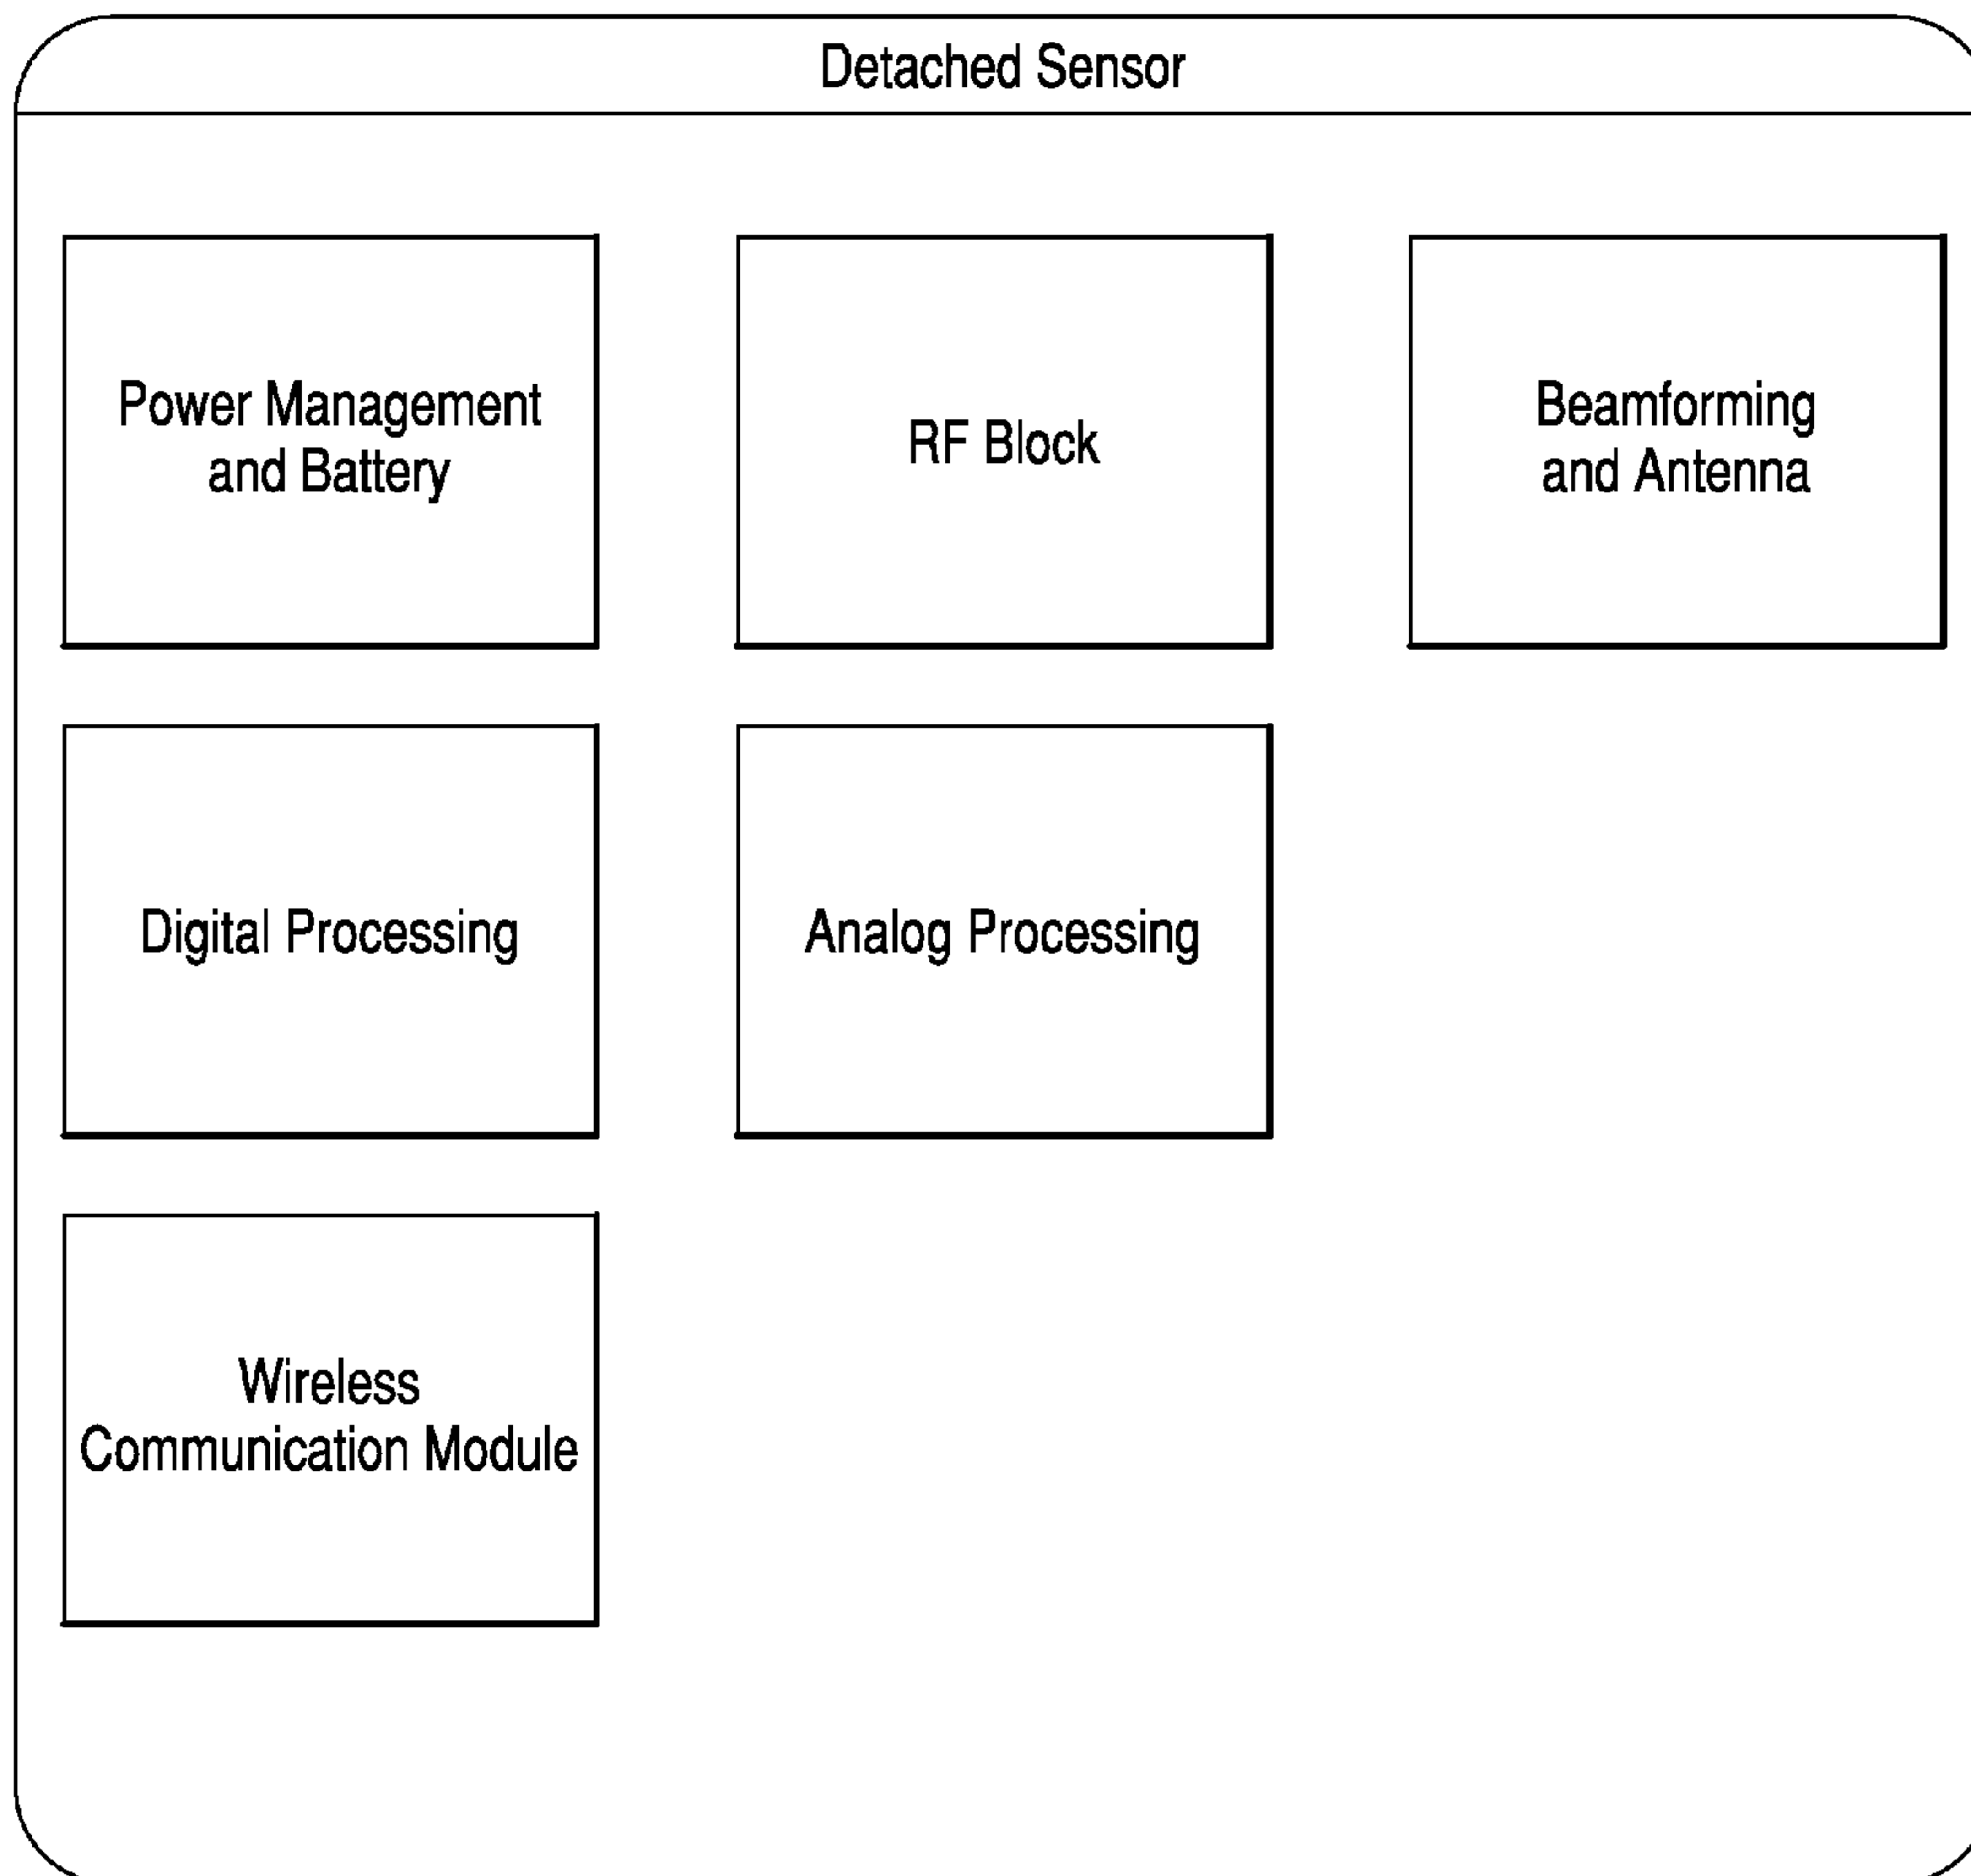 Detached Sensor
Power Management
and Battery
RF Block
Beamforming
and Antenna
Digital Processing
Analog Processing
Wireless
Communication Module